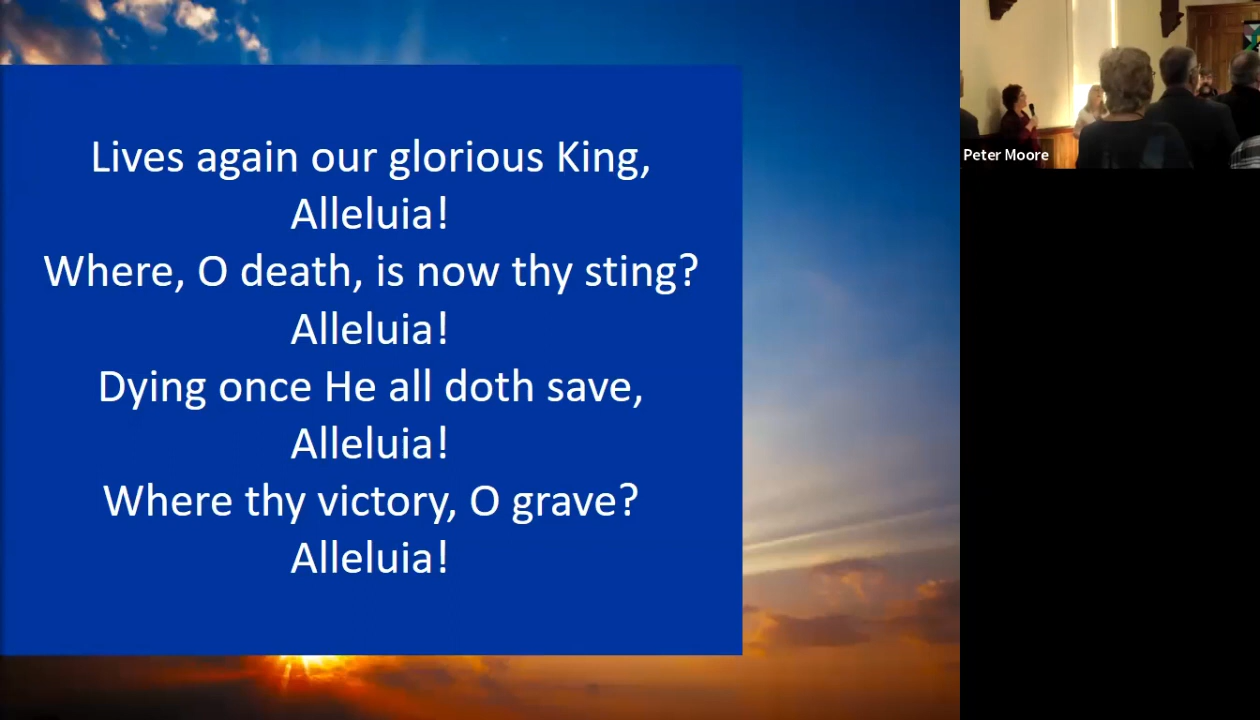 Lives again our glorious King,
Alleluia!
Where, O death, is now thy sting?
Alleluia!
Dying once He all doth save,
Alleluia!
Where thy victory, O grave?
Alleluia!
Peter Moore